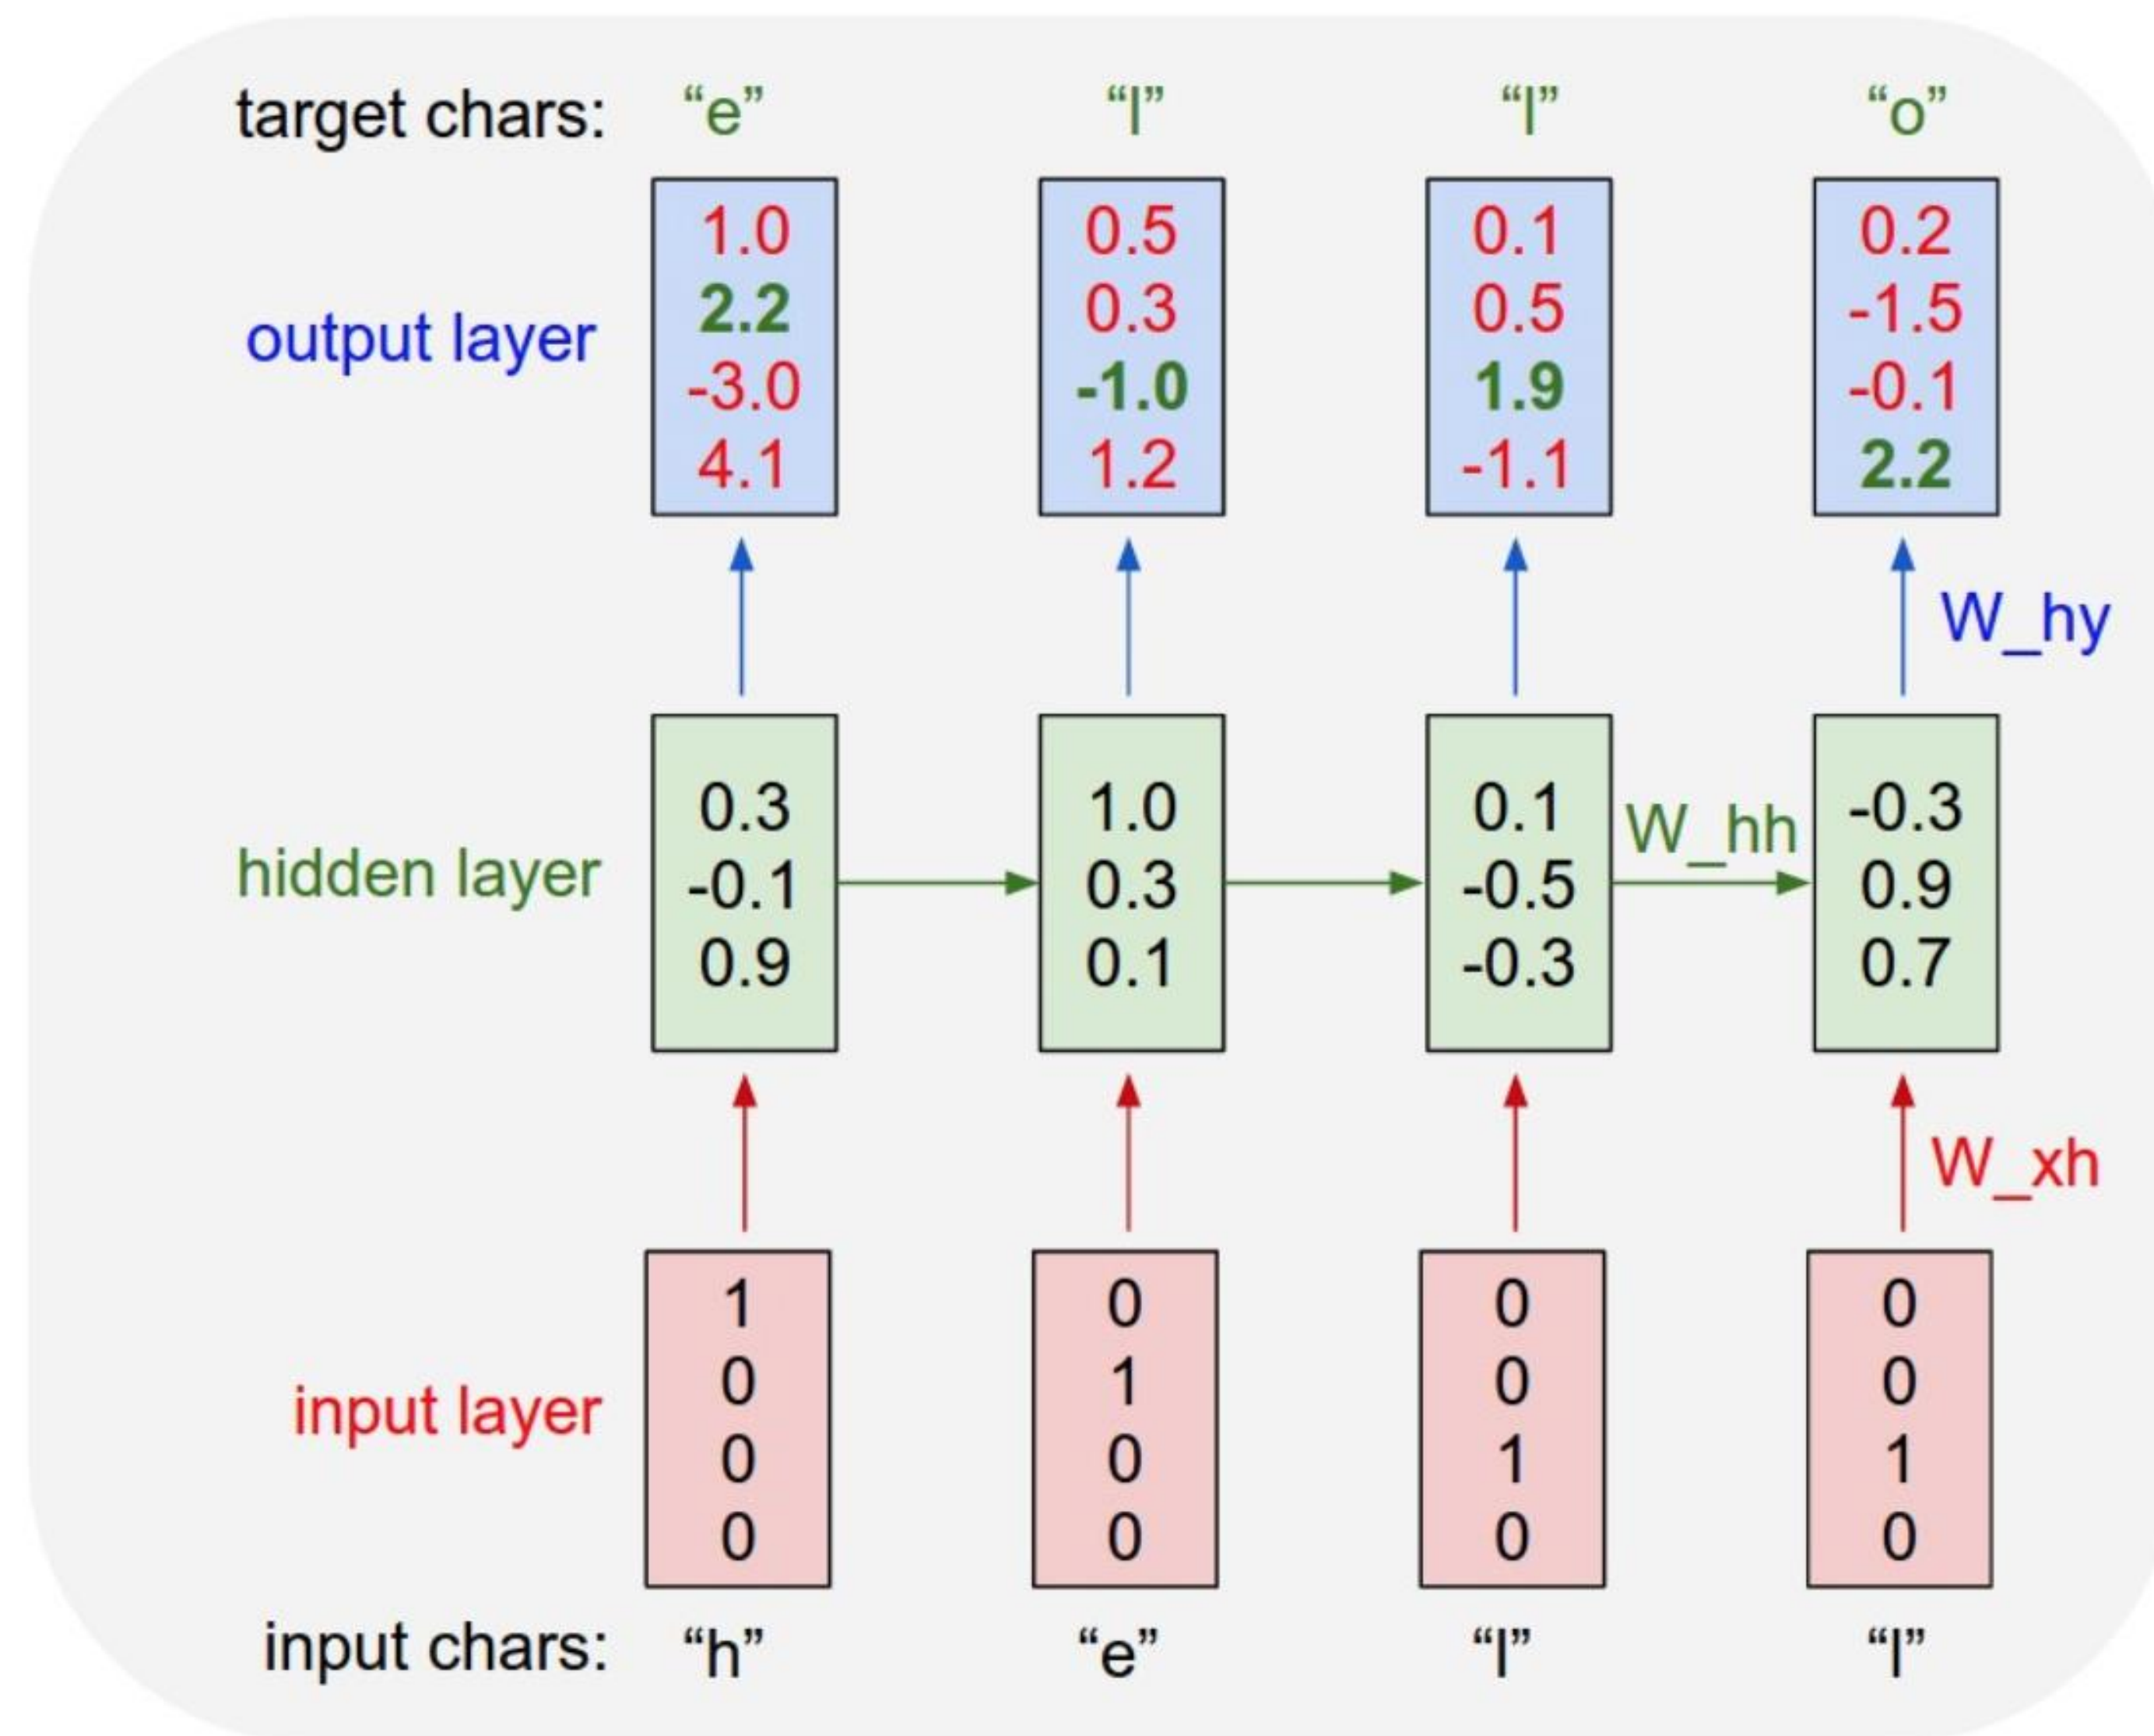 target chars: “e” “l” “l” “o”
1.0 0.5 0.1 0.2
2.2 0.3 0.5 -1.5
output layer
-3.0 -1.0 1.9 -0.1
4.1 1.2 -1.1 2.2
W_hy
0.3 1.0 0.1 -0.3
W_hh
hidden layer -0.1 0.3 -0.5 0.9
0.9 0.1 -0.3 0.7
W_xh
1 0 0 0
0 1 0 0
input layer
0 0 1 1
0 0 0 0
input chars: “h” “e” “l” “l”